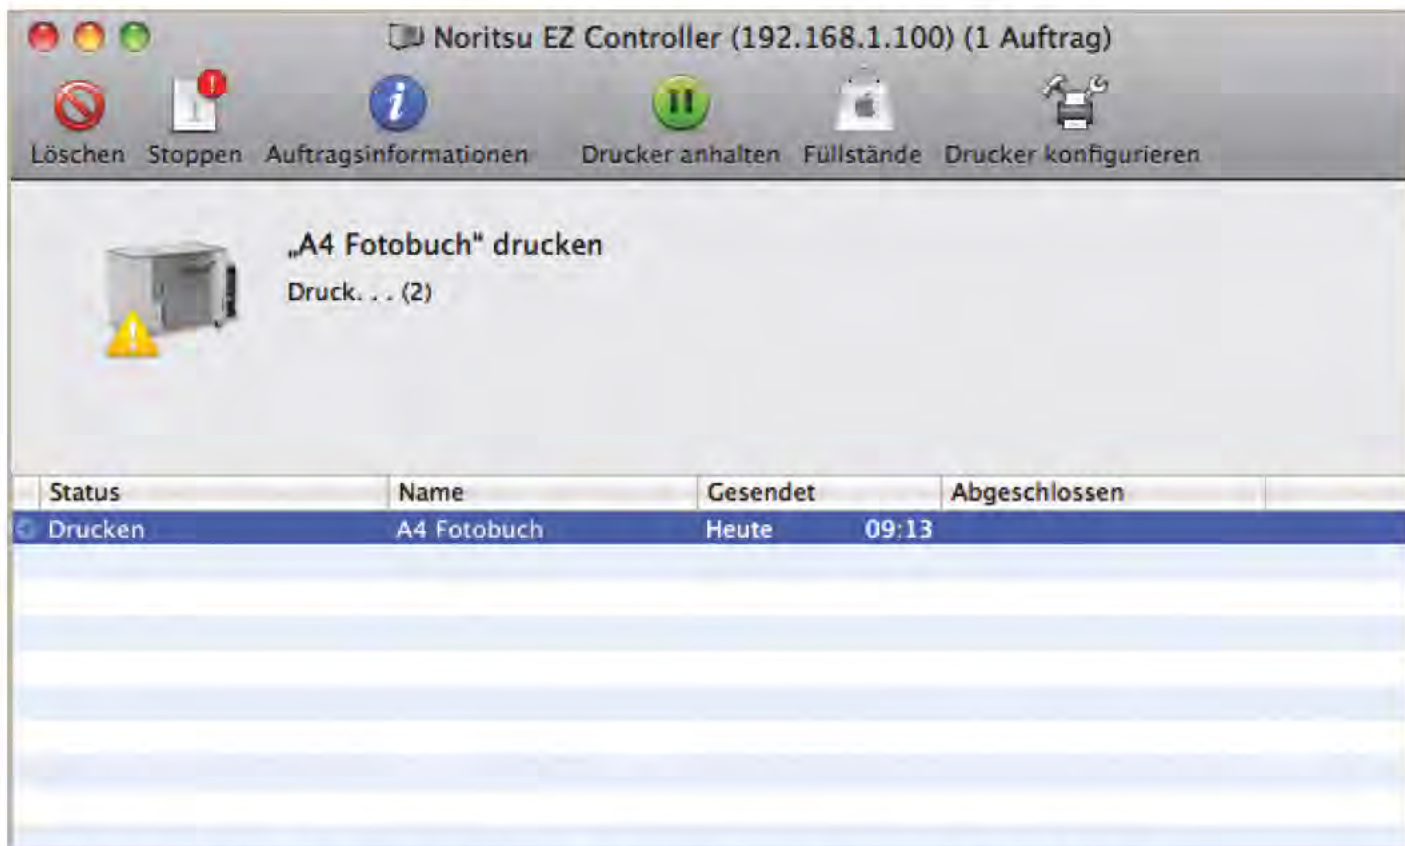 Noritsu EZ Controller (192.168.1.100) (1 Auftrag)
Löschen Stoppen Auftragsinformationen Drucker anhalten Füllstände Drucker konfigurieren
„A4 Fotobuch“ drucken
Druck. . . (2)
Status Name Gesendet Abgeschlossen
Drucken A4 Fotobuch Heute 09:13